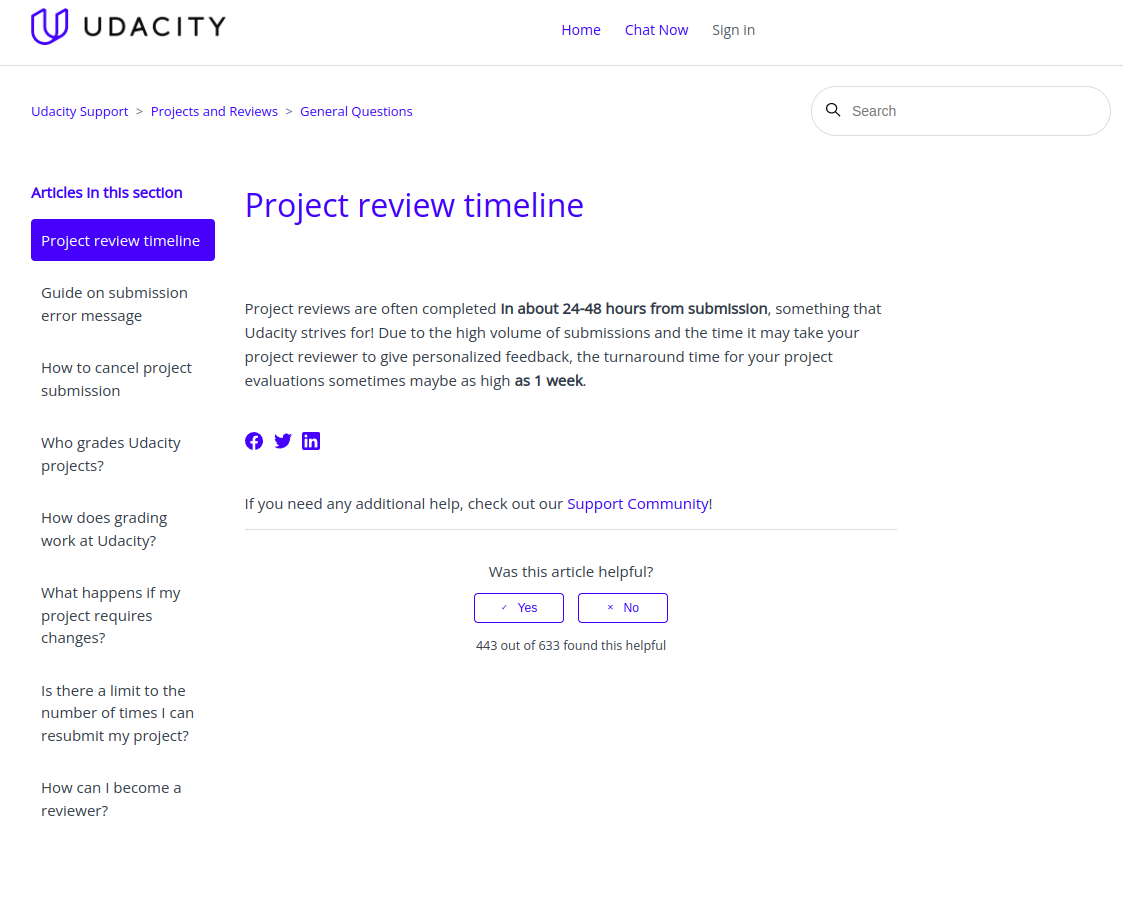 UDACITY
Home Chat Now Sign in
Udacity Support > Projects and Reviews > General Questions
Search
Articles in this section
Project review timeline
Guide on submission
error message
How to cancel project
submission
Who grades Udacity
projects?
How does grading
work at Udacity?
What happens if my
project requires
changes?
Is there a limit to the
number of times I can
resubmit my project?
How can I become a
reviewer?
Project review timeline
Project reviews are often completed in about 24-48 hours from submission, something that
Udacity strives for! Due to the high volume of submissions and the time it may take your
project reviewer to give personalized feedback, the turnaround time for your project
evaluations sometimes maybe as high as 1 week.
If you need any additional help, check out our Support Community!
Was this article helpful?
✓ Yes × No
443 out of 633 found this helpful